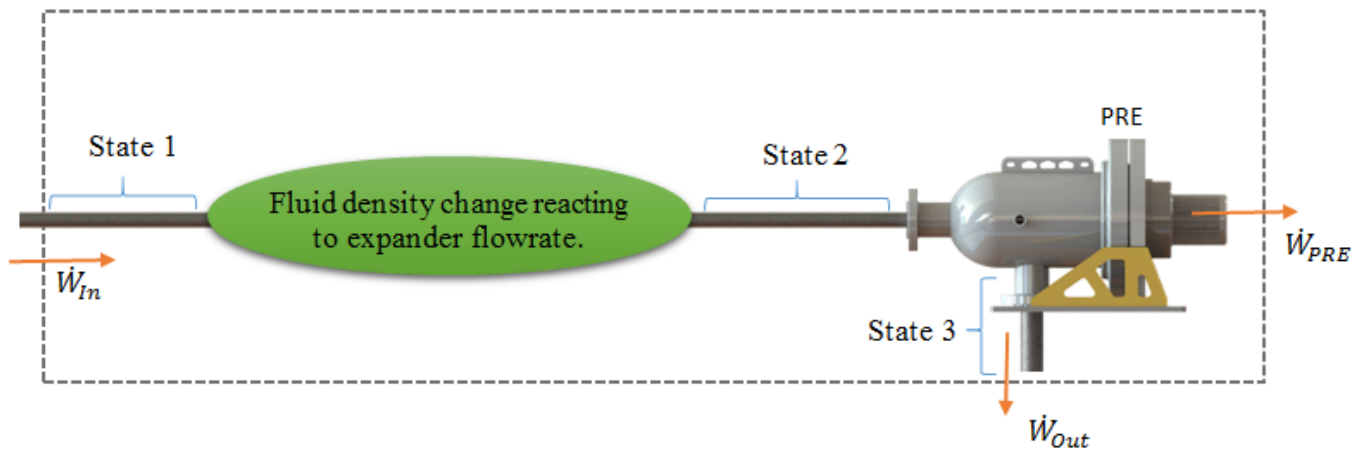 PRE
State 1
State 2
Fluid density change reacting
to expander flowrate.
Ẇ_In
Ẇ_PRE
State 3
Ẇ_Out